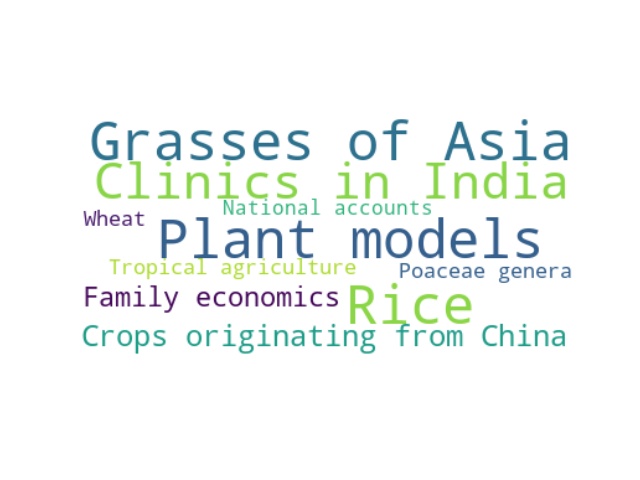 Grasses of Asia
Clinics in India
National accounts
Wheat
Plant models
Tropical agriculture
Poaceae genera
Family economics
Rice
Crops originating from China